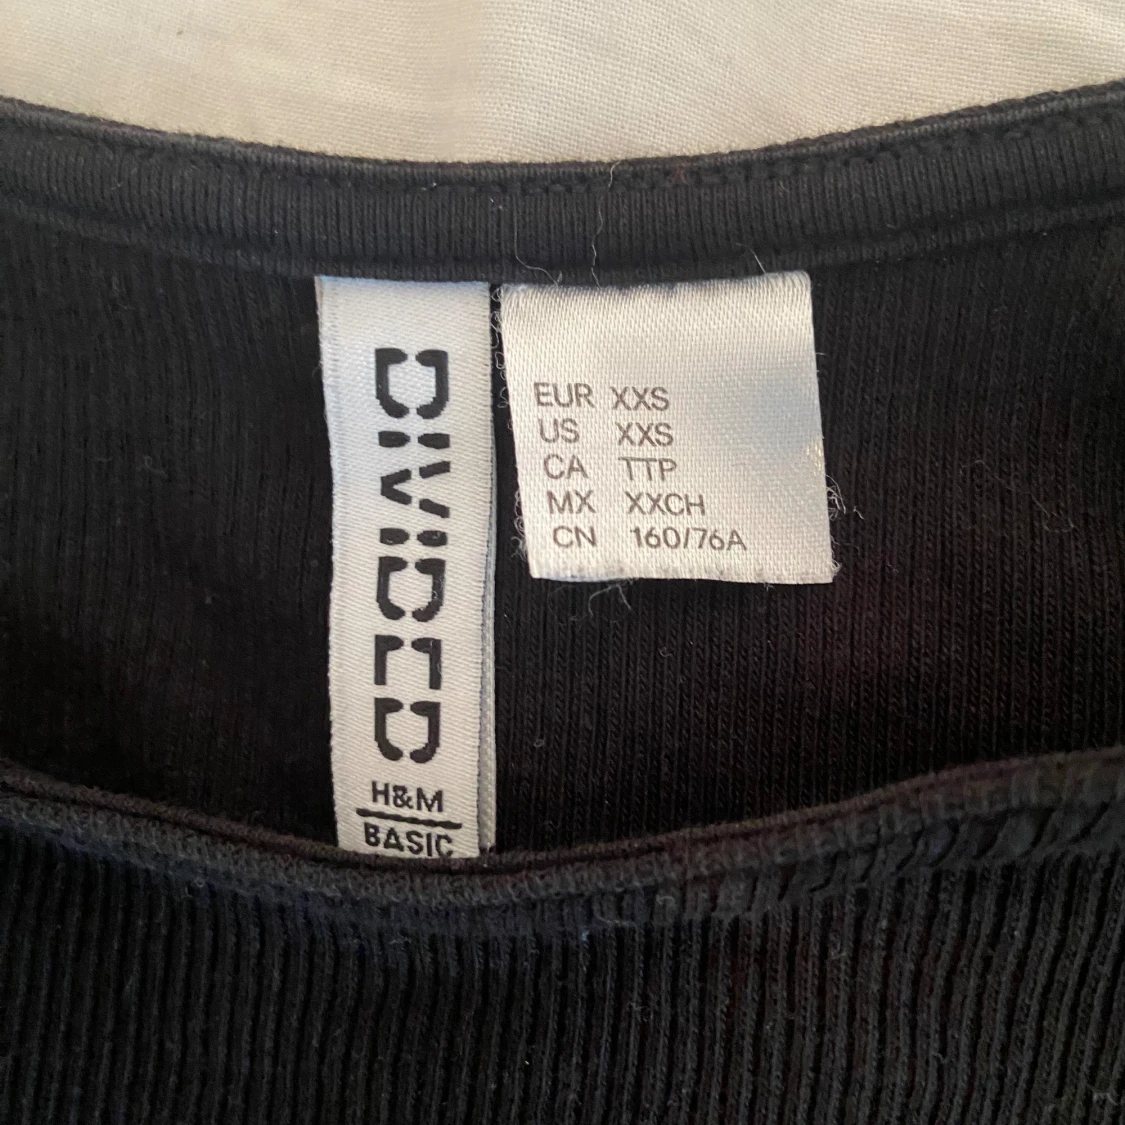 DIVIDED
H&M
BASIC
EUR XXS
US XXS
CA TTP
MX XXCH
CN 160/76A